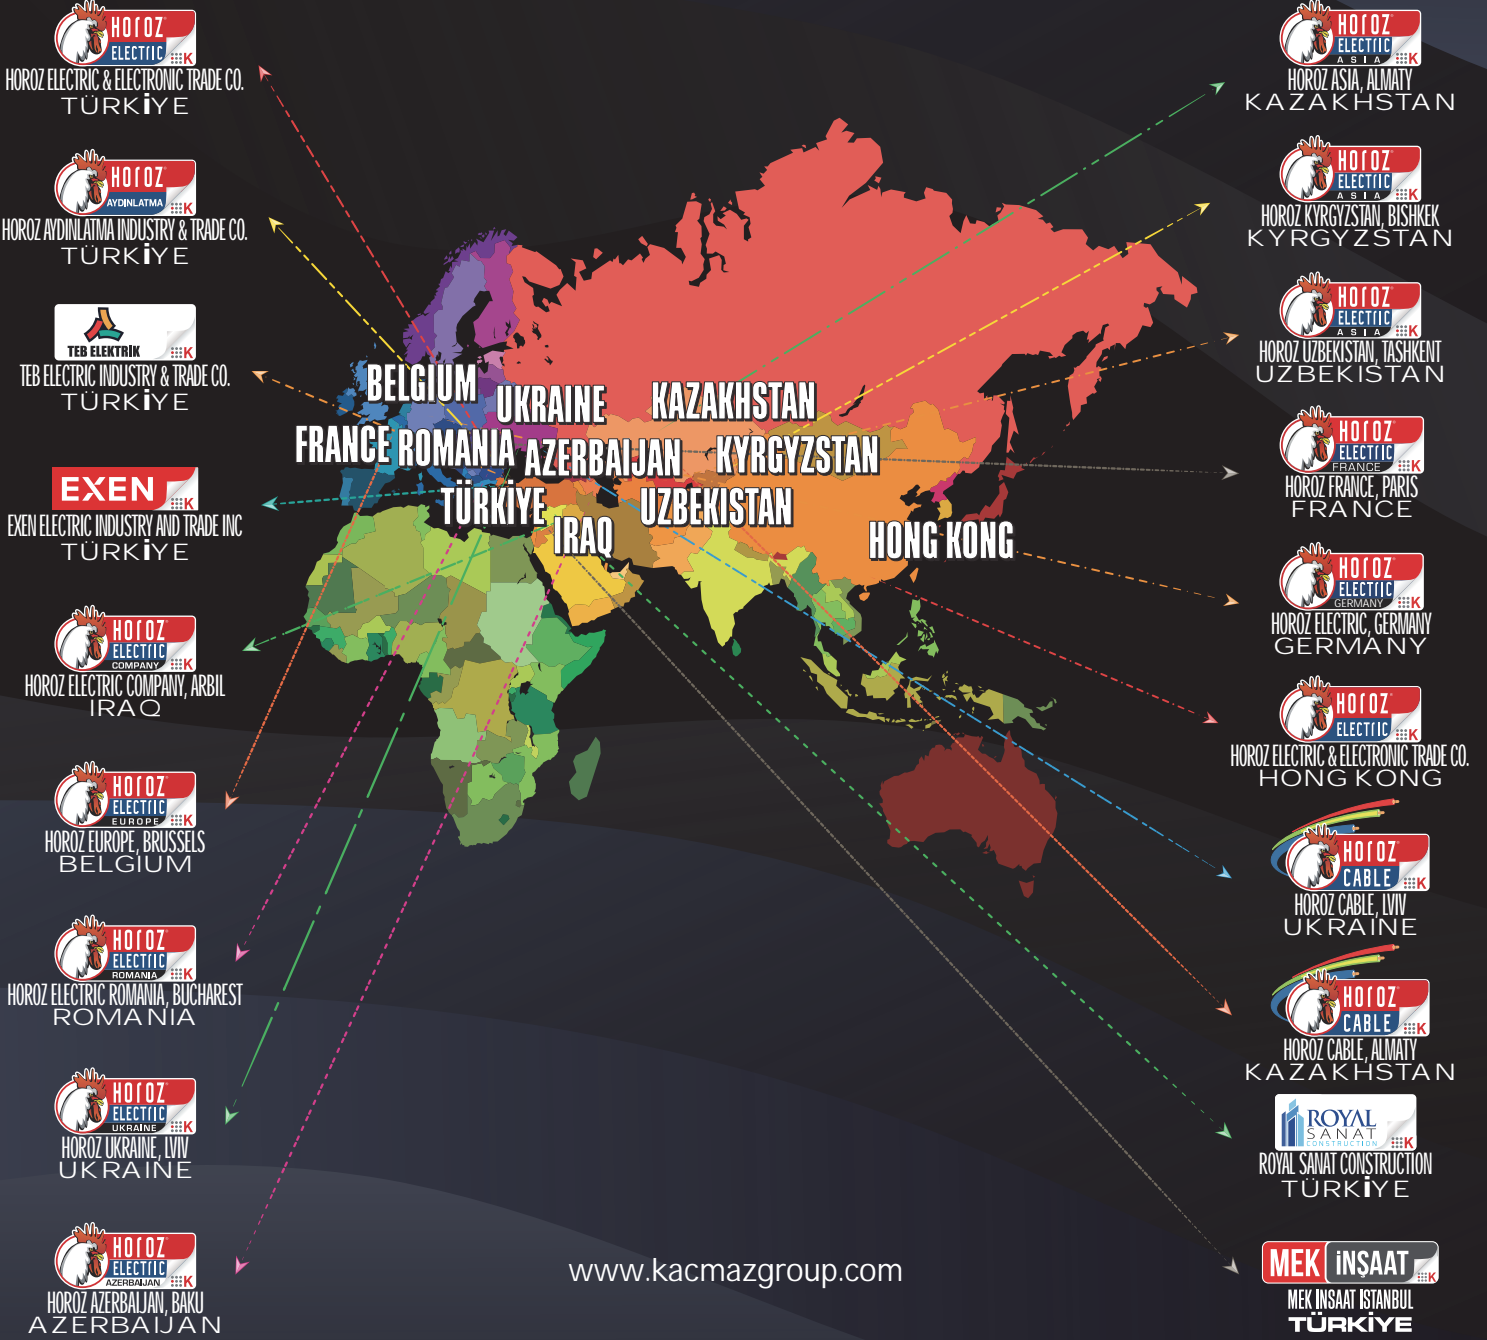 HOROZ
ELECTRIC
K
HOROZ ELECTRIC & ELECTRONIC TRADE CO.
TÜRKİYE
HOROZ
AYDINLATMA
K
HOROZ AYDINLATMA INDUSTRY & TRADE CO.
TÜRKİYE
TEB ELEKTRİK
K
TEB ELECTRIC INDUSTRY & TRADE CO.
TÜRKİYE
EXEN
K
EXEN ELECTRIC INDUSTRY AND TRADE INC
TÜRKİYE
HOROZ
ELECTRIC
COMPANY
K
HOROZ ELECTRIC COMPANY, ARBIL
IRAQ
HOROZ
ELECTRIC
EUROPE
K
HOROZ EUROPE, BRUSSELS
BELGIUM
HOROZ
ELECTRIC
ROMANIA
K
HOROZ ELECTRIC ROMANIA, BUCHAREST
ROMANIA
HOROZ
ELECTRIC
UKRAINE
K
HOROZ UKRAINE, LVIV
UKRAINE
HOROZ
ELECTRIC
AZERBAIJAN
K
HOROZ AZERBAIJAN, BAKU
AZERBAIJAN
BELGIUM
UKRAINE
KAZAKHSTAN
FRANCE
ROMANIA
AZERBAIJAN
KYRGYZSTAN
TÜRKİYE
UZBEKISTAN
IRAQ
HONG KONG
www.kacmazgroup.com
HOROZ
ELECTRIC
ASIA
K
HOROZ ASIA, ALMATY
KAZAKHSTAN
HOROZ
ELECTRIC
ASIA
K
HOROZ KYRGYZSTAN, BISHKEK
KYRGYZSTAN
HOROZ
ELECTRIC
ASIA
K
HOROZ UZBEKISTAN, TASHKENT
UZBEKISTAN
HOROZ
ELECTRIC
FRANCE
K
HOROZ FRANCE, PARIS
FRANCE
HOROZ
ELECTRIC
GERMANY
K
HOROZ ELECTRIC, GERMANY
GERMANY
HOROZ
ELECTRIC
K
HOROZ ELECTRIC & ELECTRONIC TRADE CO.
HONG KONG
HOROZ
CABLE
K
HOROZ CABLE, LVIV
UKRAINE
HOROZ
CABLE
K
HOROZ CABLE, ALMATY
KAZAKHSTAN
ROYAL
SANAT
CONSTRUCTION
K
ROYAL SANAT CONSTRUCTION
TÜRKİYE
MEK İNŞAAT
K
MEK INSAAT ISTANBUL
TÜRKİYE